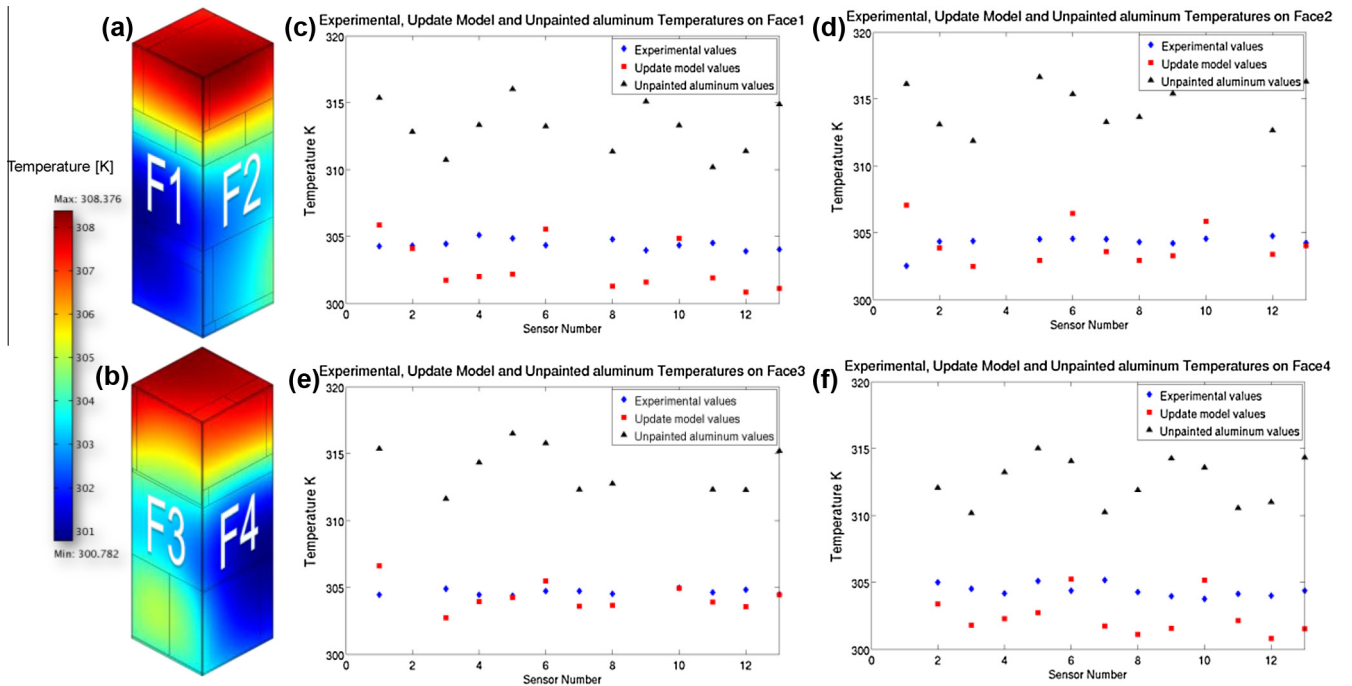 (a)
F1
F2
Temperature [K]
Max: 308.376
308
307
306
305
304
303
302
301
Min: 300.782
(b)
F3
F4
(c)
Experimental, Update Model and Unpainted aluminum Temperatures on Face1
Experimental values
Update model values
Unpainted aluminum values
Temperature K
320
315
310
305
300
0 2 4 6 8 10 12
Sensor Number
(d)
Experimental, Update Model and Unpainted aluminum Temperatures on Face2
Experimental values
Update model values
Unpainted aluminum values
Temperature K
320
315
310
305
300
0 2 4 6 8 10 12
Sensor Number
(e)
Experimental, Update Model and Unpainted aluminum Temperatures on Face3
Experimental values
Update model values
Unpainted aluminum values
Temperature K
320
315
310
305
300
0 2 4 6 8 10 12
Sensor Number
(f)
Experimental, Update Model and Unpainted aluminum Temperatures on Face4
Experimental values
Update model values
Unpainted aluminum values
Temperature K
320
315
310
305
300
0 2 4 6 8 10 12
Sensor Number